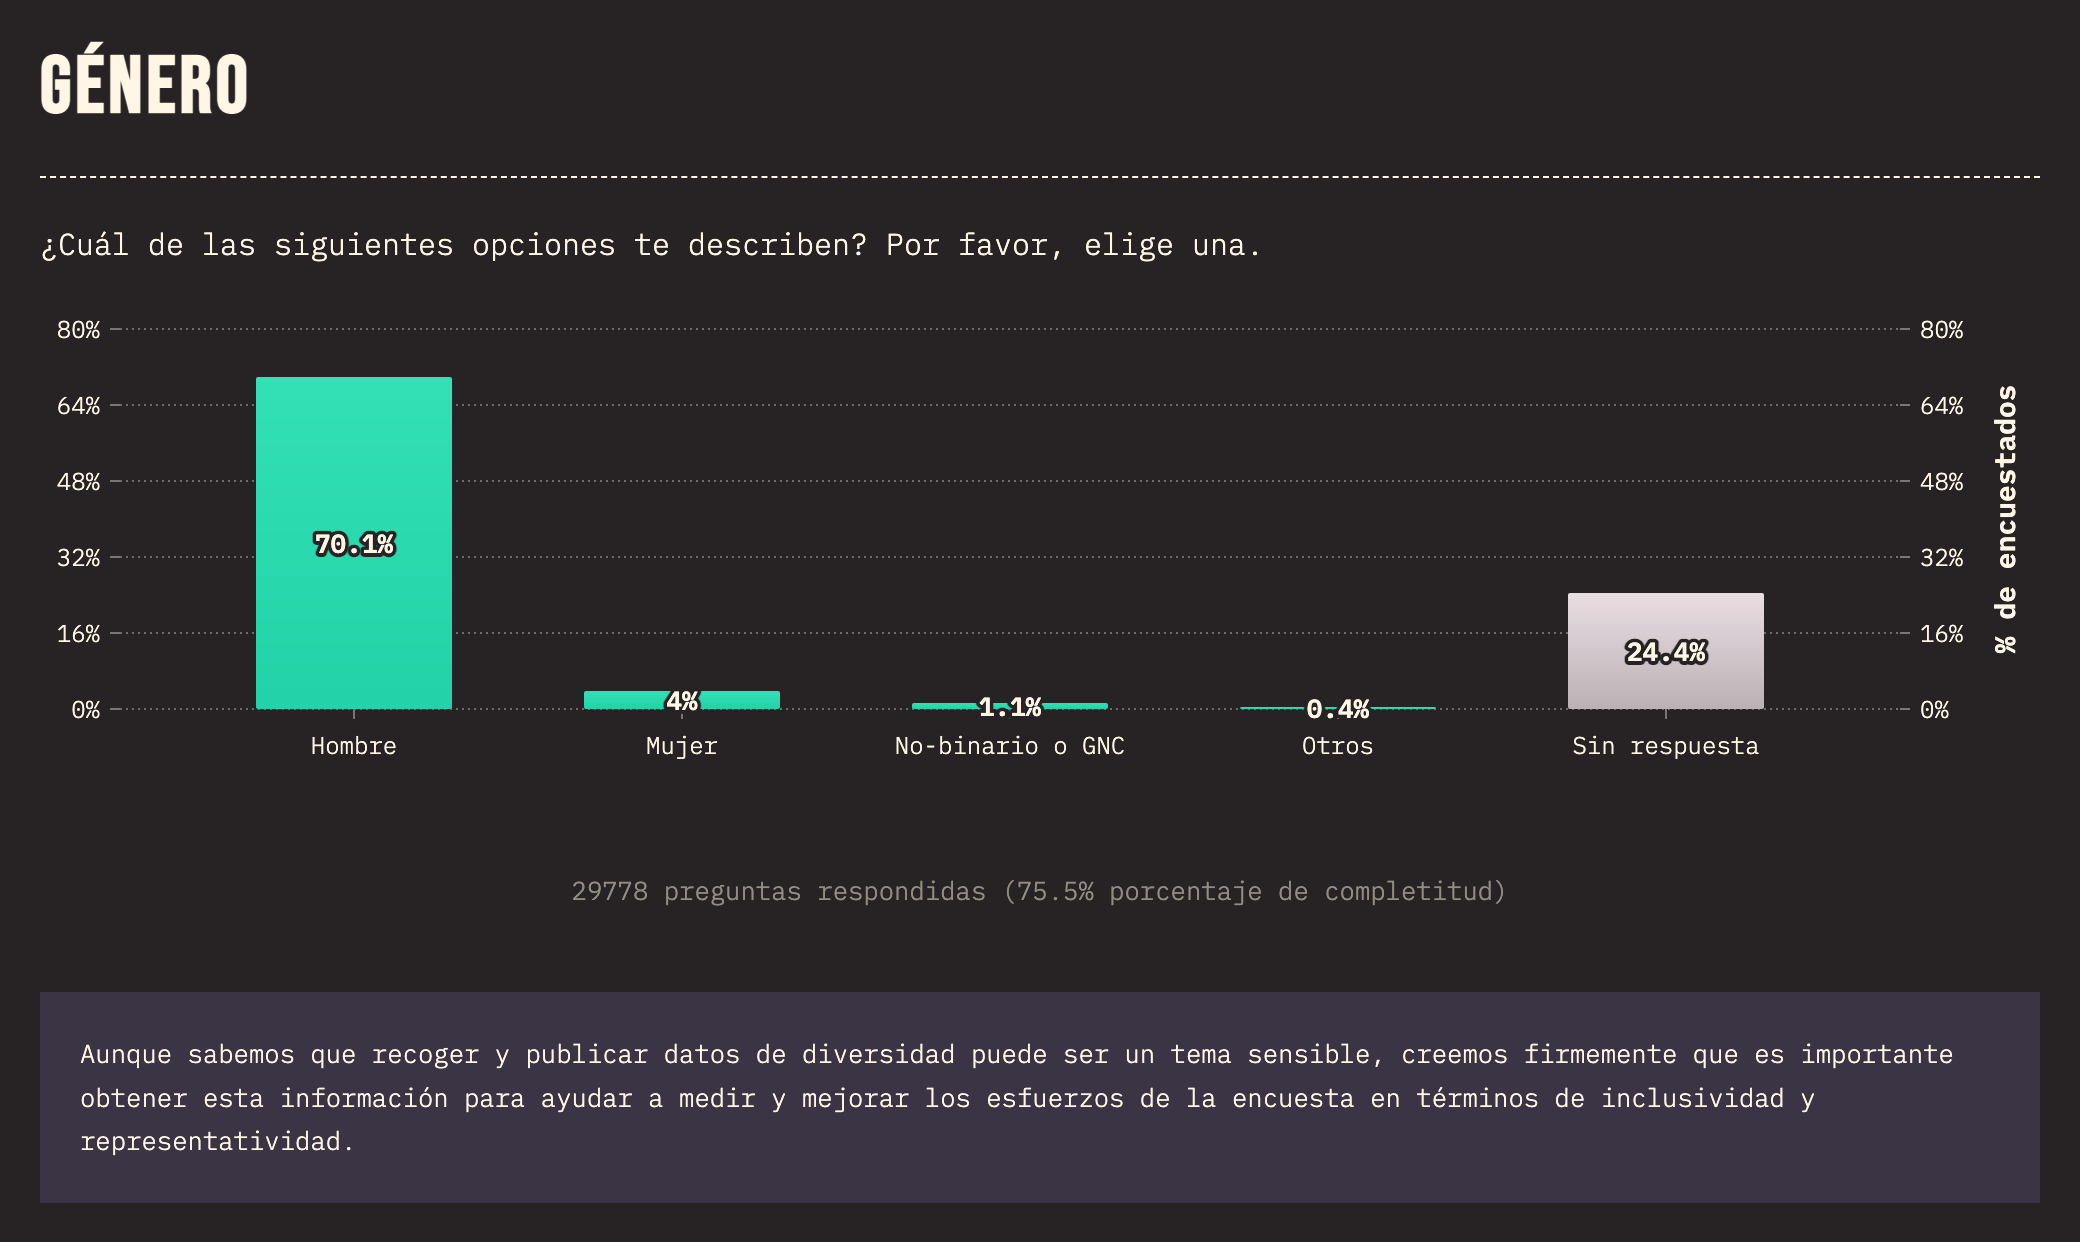 GÉNERO
¿Cuál de las siguientes opciones te describen? Por favor, elige una.
80%
64%
48%
32%
16%
0%
70.1%
4%
1.1%
0.4%
24.4%
Hombre
Mujer
No-binario o GNC
Otros
Sin respuesta
80%
64%
48%
32%
16%
0%
% de encuestados
29778 preguntas respondidas (75.5% porcentaje de completitud)
Aunque sabemos que recoger y publicar datos de diversidad puede ser un tema sensible, creemos firmemente que es importante
obtener esta información para ayudar a medir y mejorar los esfuerzos de la encuesta en términos de inclusividad y
representatividad.